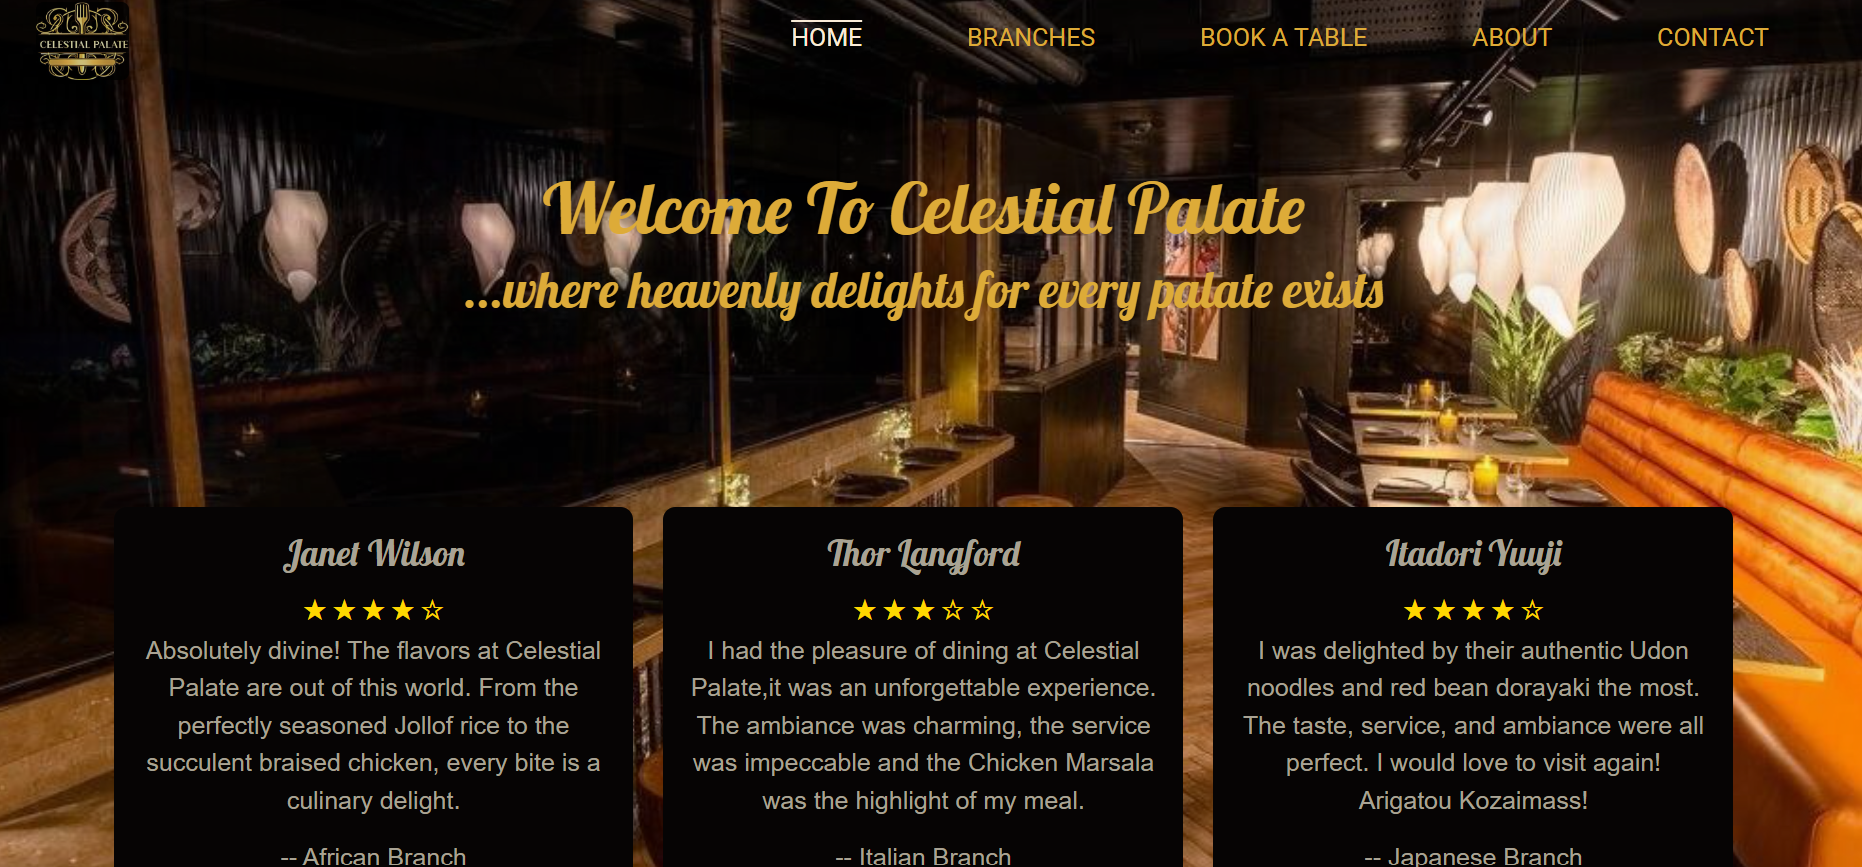 CELESTIAL PALATE
HOME BRANCHES BOOK A TABLE ABOUT CONTACT
Welcome To Celestial Palate
...where heavenly delights for every palate exists
Janet Wilson
★★★★☆
Absolutely divine! The flavors at Celestial
Palate are out of this world. From the
perfectly seasoned Jollof rice to the
succulent braised chicken, every bite is a
culinary delight.
-- African Branch
Thor Langford
★★★☆☆
I had the pleasure of dining at Celestial
Palate,it was an unforgettable experience.
The ambiance was charming, the service
was impeccable and the Chicken Marsala
was the highlight of my meal.
-- Italian Branch
Itadori Yuuji
★★★★☆
I was delighted by their authentic Udon
noodles and red bean dorayaki the most.
The taste, service, and ambiance were all
perfect. I would love to visit again!
Arigatou Kozaimass!
-- Japanese Branch